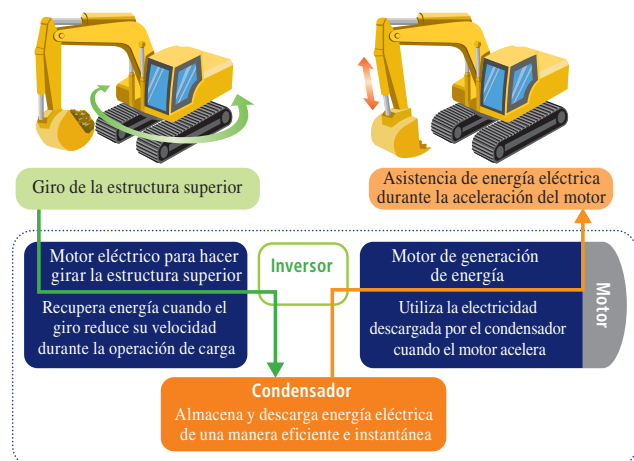 Giro de la estructura superior
Asistencia de energía eléctrica
durante la aceleración del motor
Motor eléctrico para hacer
girar la estructura superior
Recupera energía cuando el
giro reduce su velocidad
durante la operación de carga
Inversor
Motor de generación
de energía
Utiliza la electricidad
descargada por el condensador
cuando el motor acelera
Motor
Condensador
Almacena y descarga energía eléctrica
de una manera eficiente e instantánea